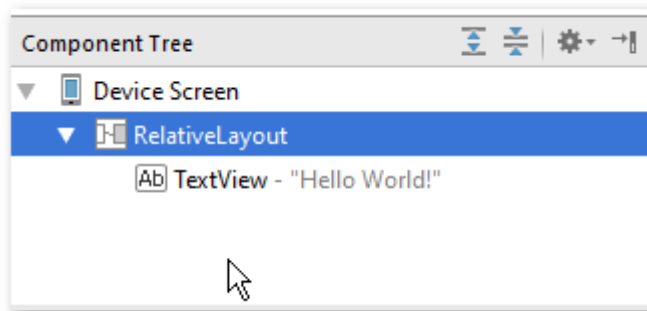 Component Tree
Device Screen
RelativeLayout
Ab TextView - "Hello World!"